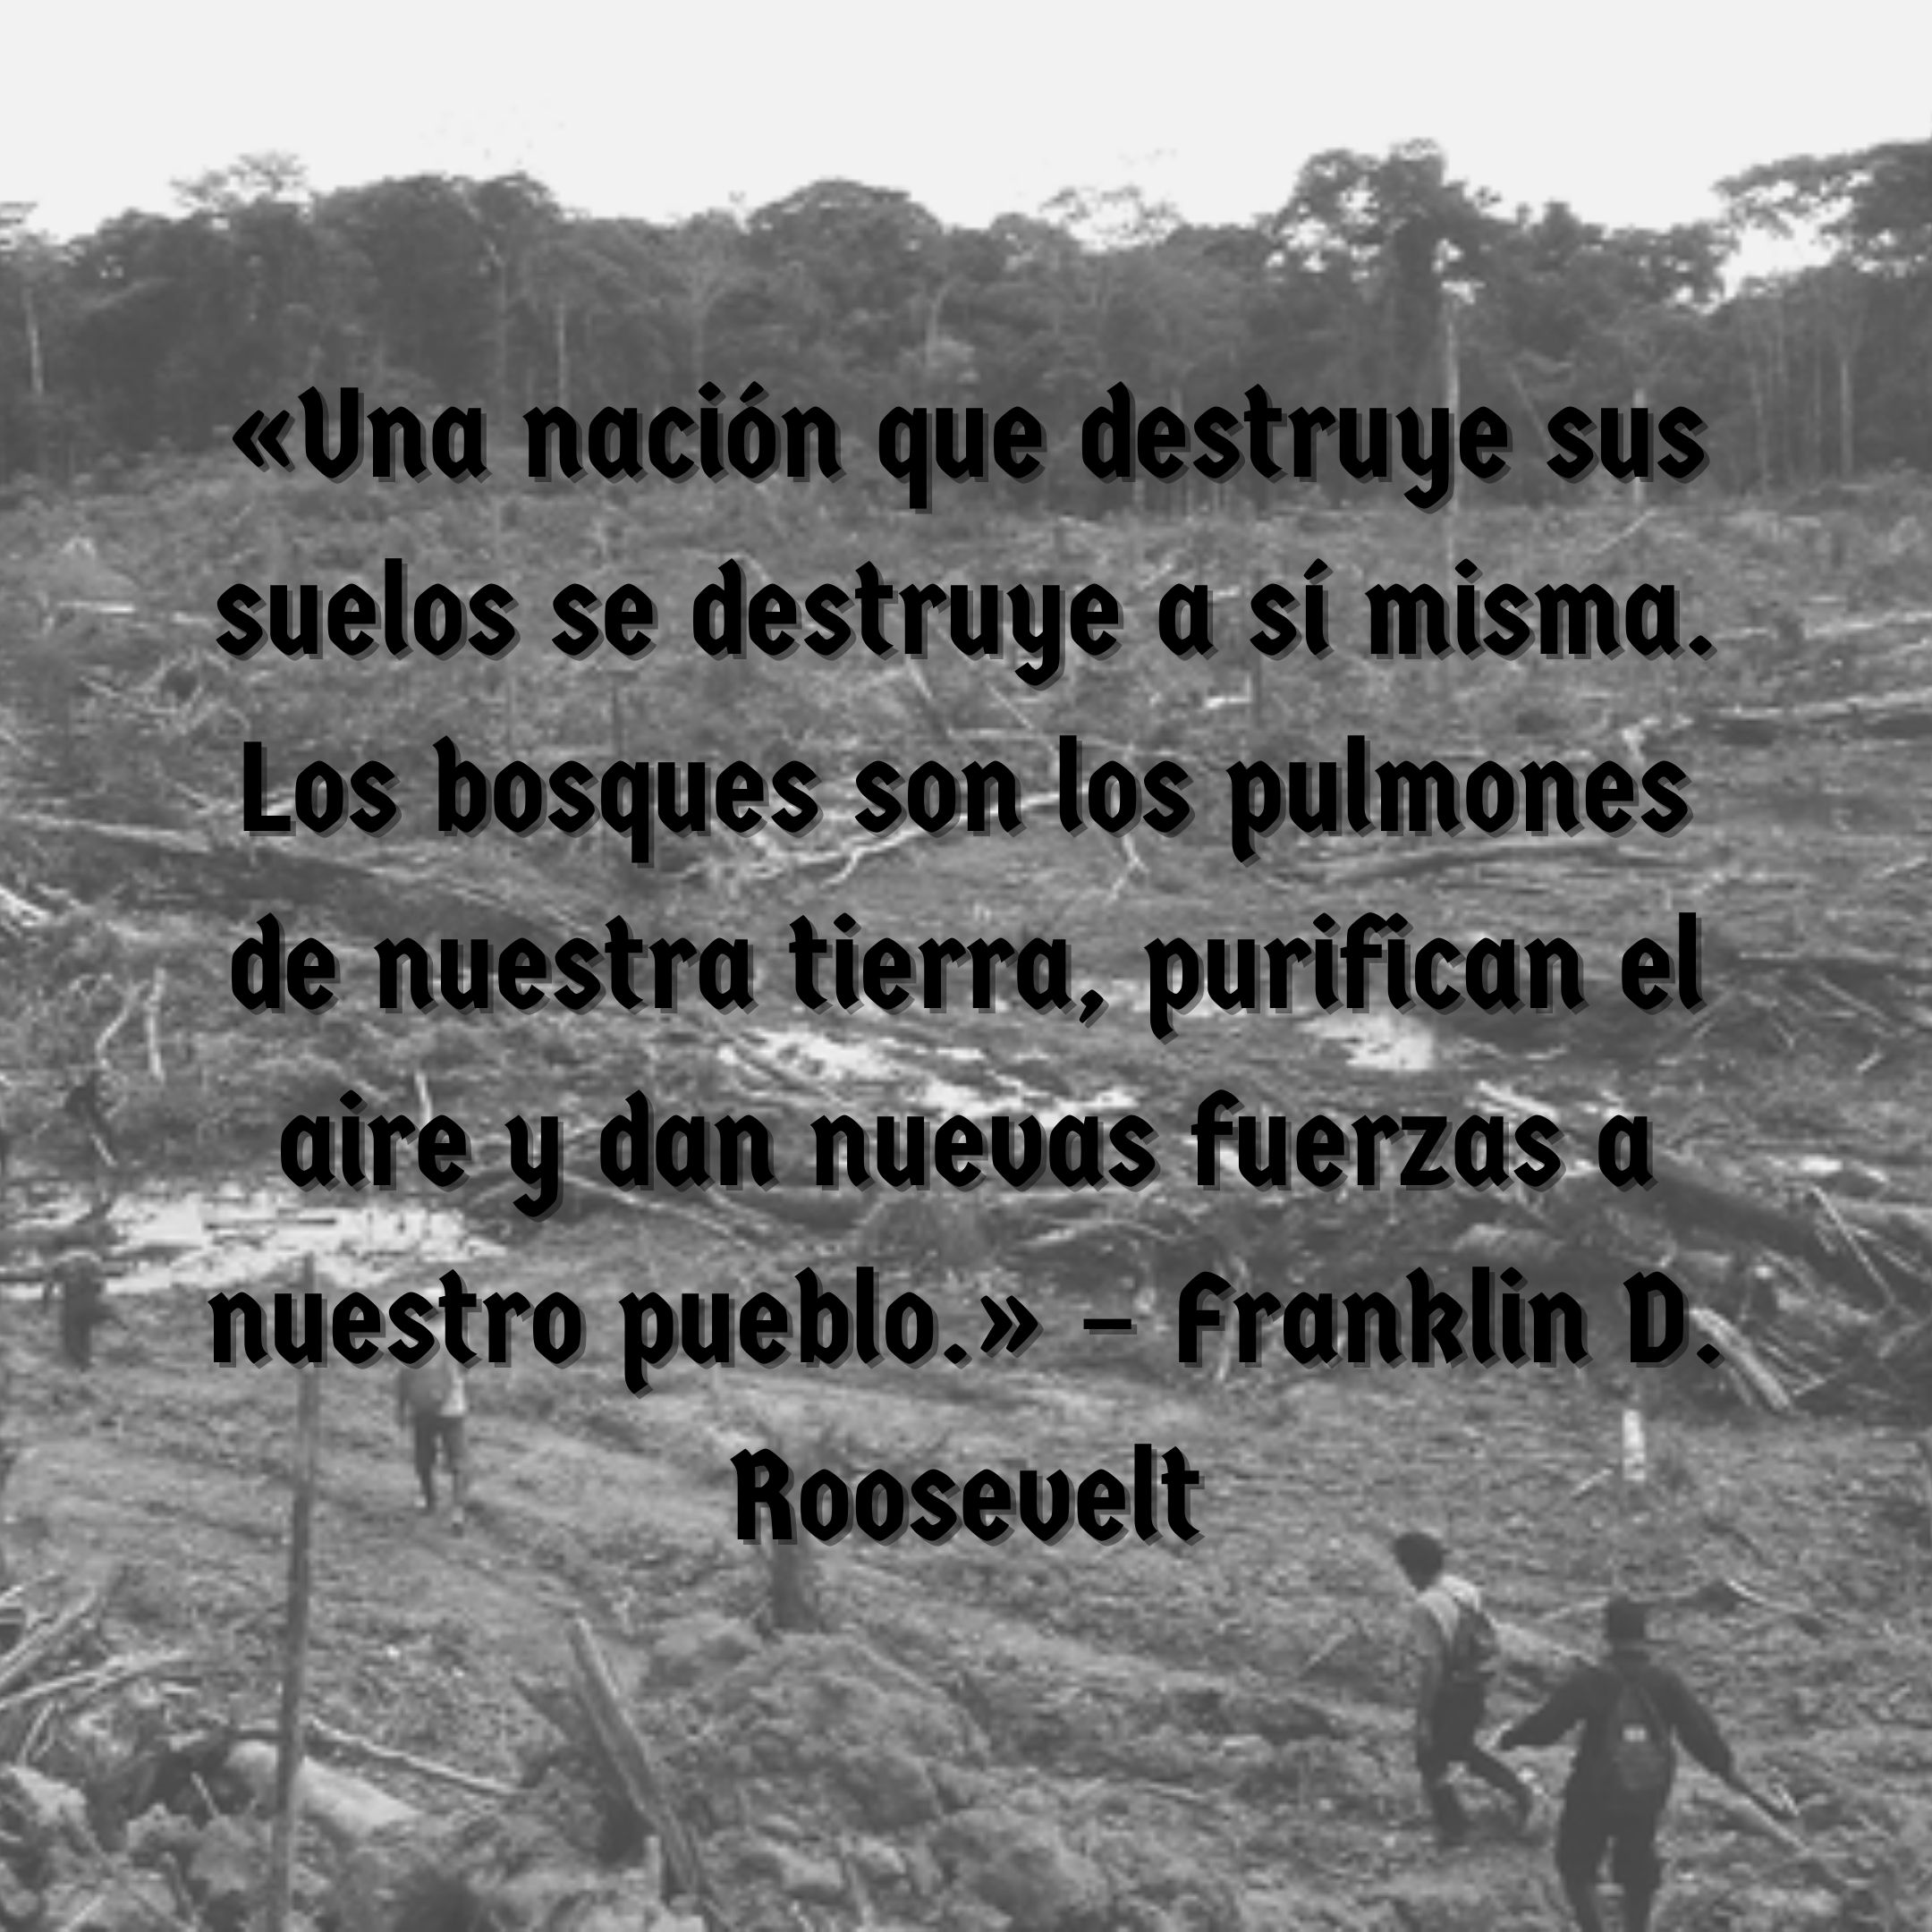 «Una nación que destruye sus
suelos se destruye a sí misma.
Los bosques son los pulmones
de nuestra tierra, purifican el
aire y dan nuevas fuerzas a
nuestro pueblo.» – Franklin D.
Roosevelt